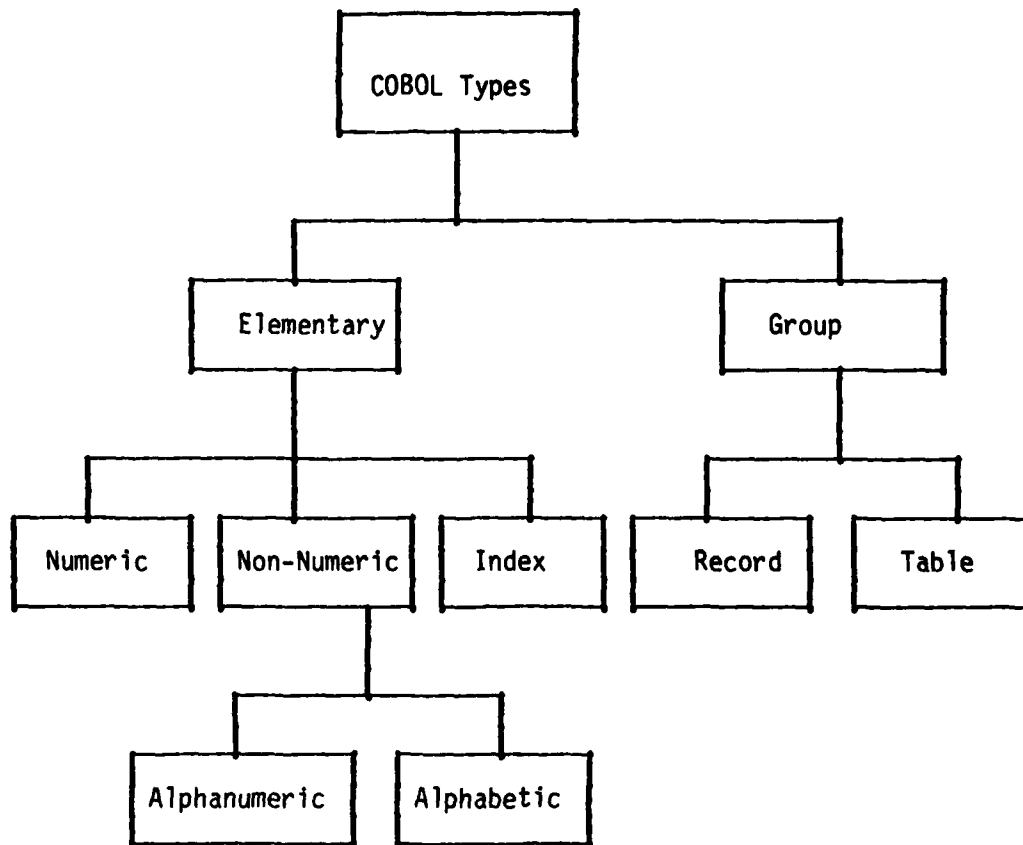 COBOL Types
Elementary
Group
Numeric
Non-Numeric
Index
Record
Table
Alphanumeric
Alphabetic